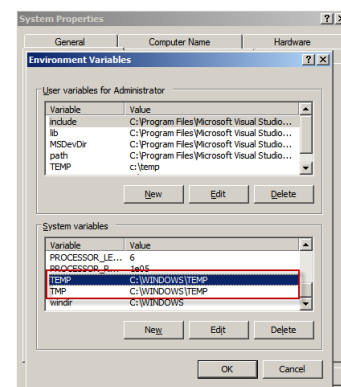 System Properties
General Computer Name Hardware
Environment Variables
User variables for Administrator
Variable Value
include C:\Program Files\Microsoft Visual Studio...
lib C:\Program Files\Microsoft Visual Studio...
MSDevDir C:\Program Files\Microsoft Visual Studio...
path C:\Program Files\Microsoft Visual Studio...
TEMP c:\temp
New Edit Delete
System variables
Variable Value
PROCESSOR_LE... 6
PROCESSOR_R... 1e05
TEMP C:\WINDOWS\TEMP
TMP C:\WINDOWS\TEMP
windir C:\WINDOWS
New Edit Delete
OK Cancel